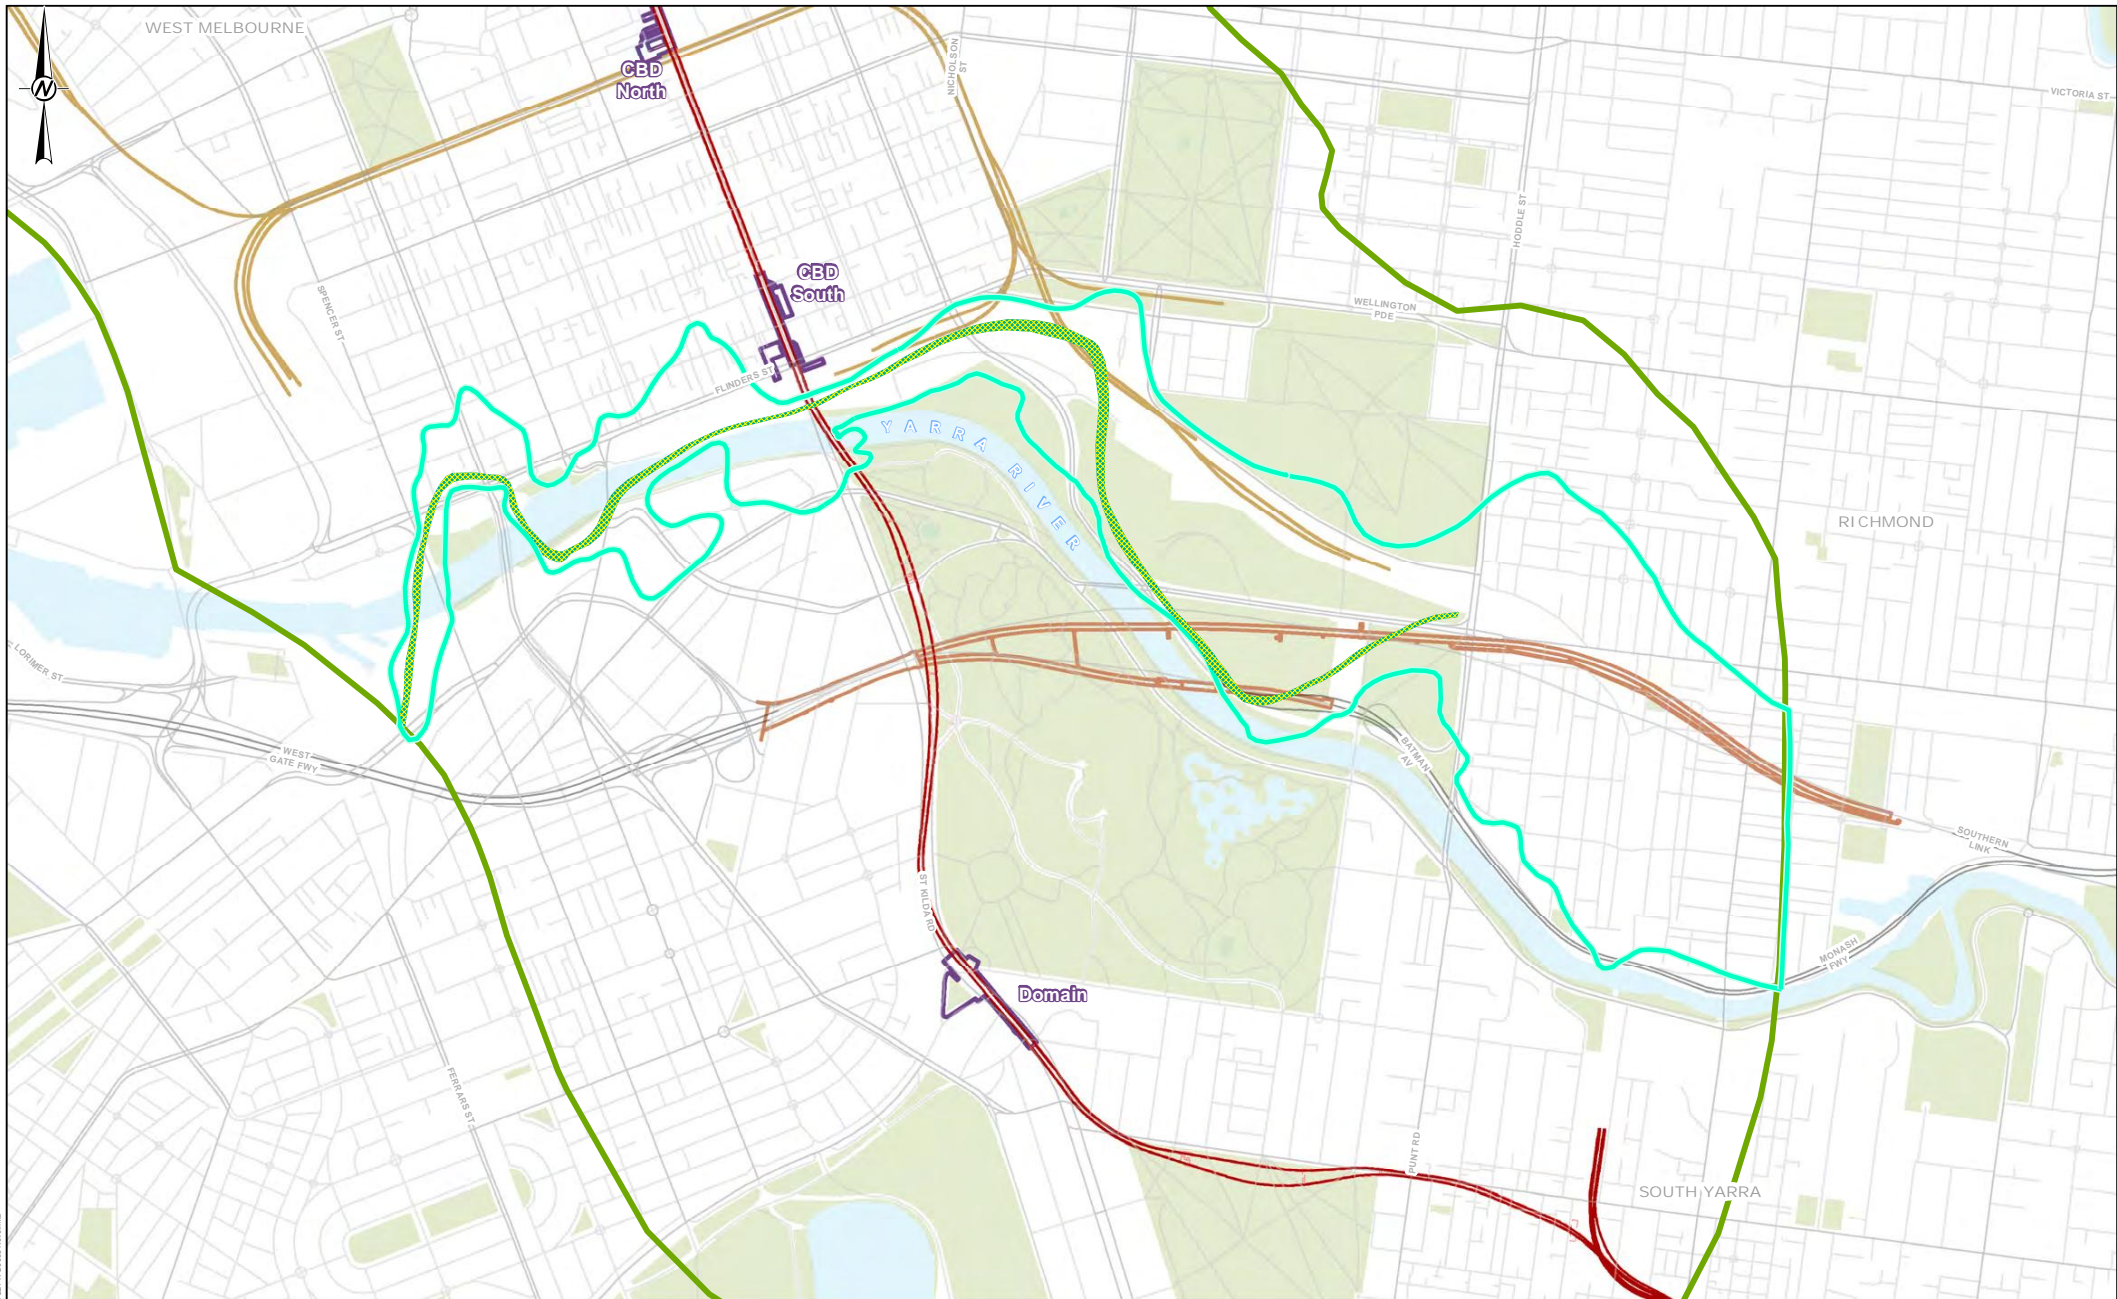 WEST MELBOURNE
N
CBD
North
NICHOLSON
ST
VICTORIA ST
HODDLE ST
CBD
South
SPENCER ST
WELLINGTON
PDE
FLINDERS ST
YARRA RIVER
RICHMOND
LORIMER ST
WEST
GATE FWY
BATMAN
AV
SOUTHERN
LINK
ST KILDA RD
MONASH
FWY
Domain
FERRARS ST
PUNT RD
SOUTH YARRA